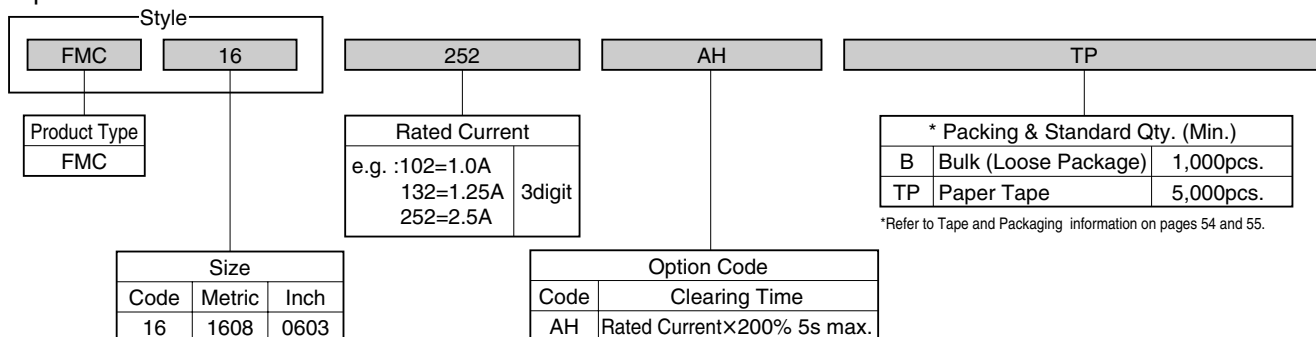 Style
FMC 16 252 AH TP
Product Type
FMC
Rated Current
e.g. :102=1.0A
132=1.25A
252=2.5A
3digit
* Packing & Standard Qty. (Min.)
B Bulk (Loose Package) 1,000pcs.
TP Paper Tape 5,000pcs.
*Refer to Tape and Packaging information on pages 54 and 55.
Size
Code Metric Inch
16 1608 0603
Option Code
Code Clearing Time
AH Rated Current×200% 5s max.